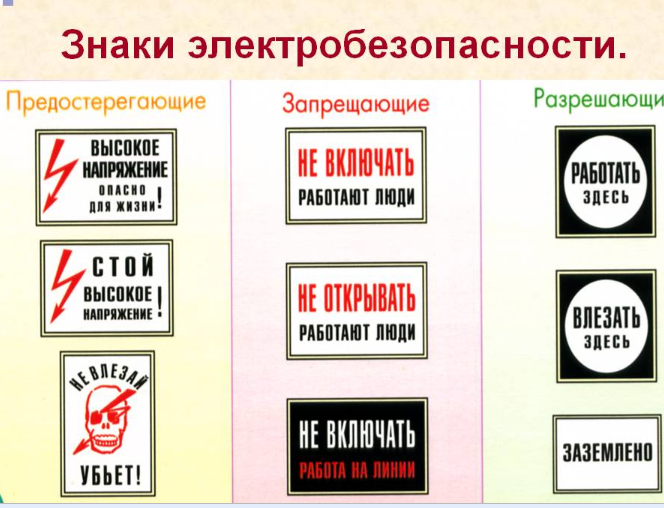 Знаки электробезопасности.
Предостерегающие
ВЫСОКОЕ
НАПРЯЖЕНИЕ
ОПАСНО
ДЛЯ ЖИЗНИ!
СТОЙ
ВЫСОКОЕ
НАПРЯЖЕНИЕ!
НЕ ВЛЕЗАЙ
УБЬЕТ!
Запрещающие
НЕ ВКЛЮЧАТЬ
РАБОТАЮТ ЛЮДИ
НЕ ОТКРЫВАТЬ
РАБОТАЮТ ЛЮДИ
НЕ ВКЛЮЧАТЬ
РАБОТА НА ЛИНИИ
Разрешающи
РАБОТАТЬ
ЗДЕСЬ
ВЛЕЗАТЬ
ЗДЕСЬ
ЗАЗЕМЛЕНО